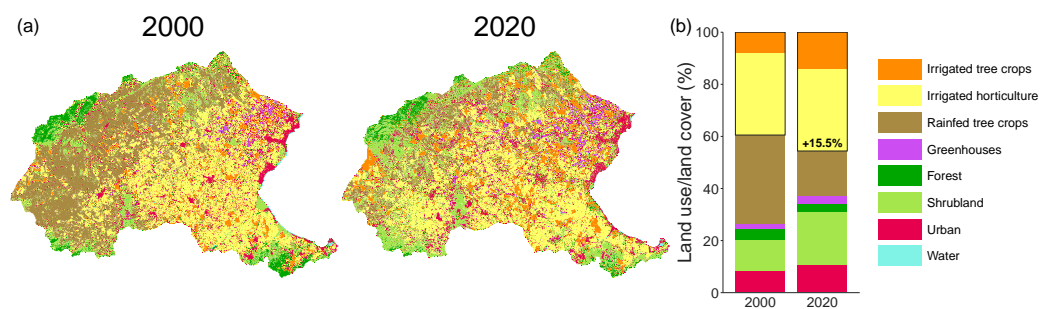 (a)
2000
2020
(b)
Land use/land cover (%)
100
80
60
40
20
0
+15.5%
2000
2020
Irrigated tree crops
Irrigated horticulture
Rainfed tree crops
Greenhouses
Forest
Shrubland
Urban
Water